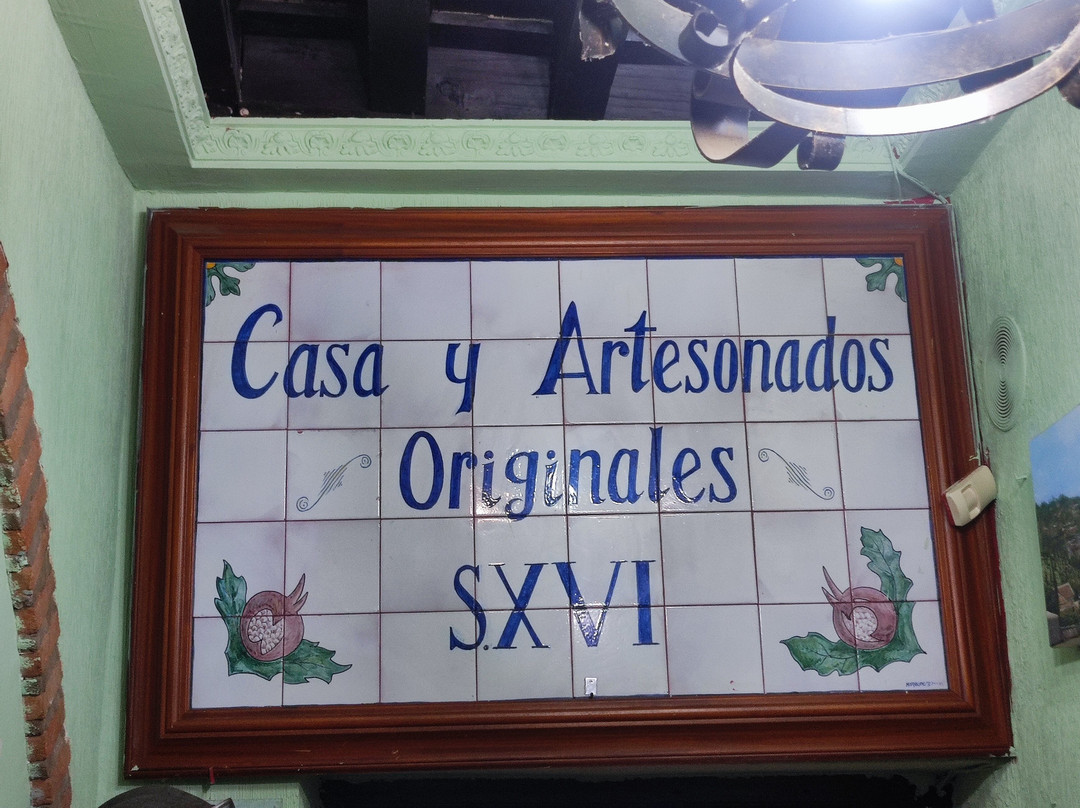 Casa y Artesonados
Originales
S.XVI